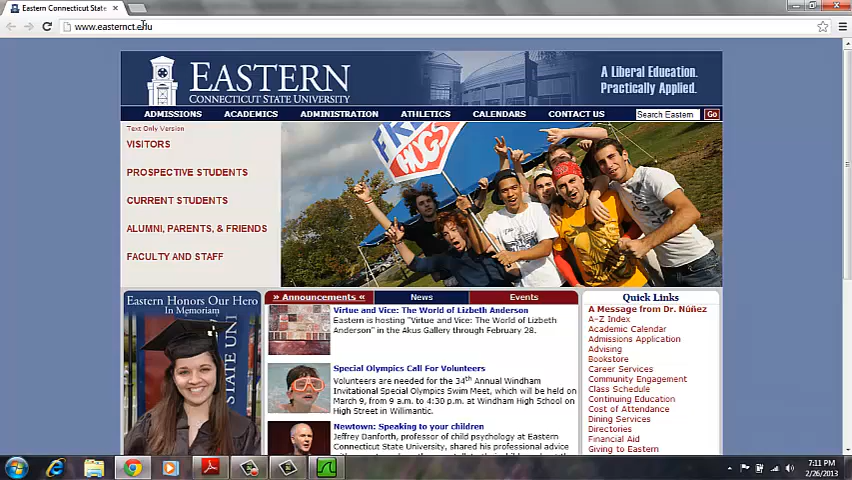 Eastern Connecticut State
www.easternct.edu
EASTERN
CONNECTICUT STATE UNIVERSITY
A Liberal Education.
Practically Applied.
ADMISSIONS ACADEMICS ADMINISTRATION ATHLETICS CALENDARS CONTACT US Search Eastern Go
Text Only Version
VISITORS
PROSPECTIVE STUDENTS
CURRENT STUDENTS
ALUMNI, PARENTS, & FRIENDS
FACULTY AND STAFF
FREE
HUGS
Eastern Honors Our Hero
In Memoriam
STATE UNI
» Announcements « News Events
Virtue and Vice: The World of Lizbeth Anderson
Eastern is hosting "Virtue and Vice: The World of Lizbeth
Anderson" in the Akus Gallery through February 28.
Special Olympics Call For Volunteers
Volunteers are needed for the 34th Annual Windham
Invitational Special Olympics Swim Meet, which will be held on
March 9, from 9 a.m. to 4:30 p.m. at Windham High School on
High Street in Willimantic.
Newtown: Speaking to your children
Jeffrey Danforth, professor of child psychology at Eastern
Connecticut State University, shared his professional advice
Quick Links
A Message from Dr. Núñez
A-Z Index
Academic Calendar
Admissions Application
Advising
Bookstore
Career Services
Community Engagement
Class Schedule
Continuing Education
Cost of Attendance
Dining Services
Directories
Financial Aid
Giving to Eastern
7:11 PM
2/26/2013